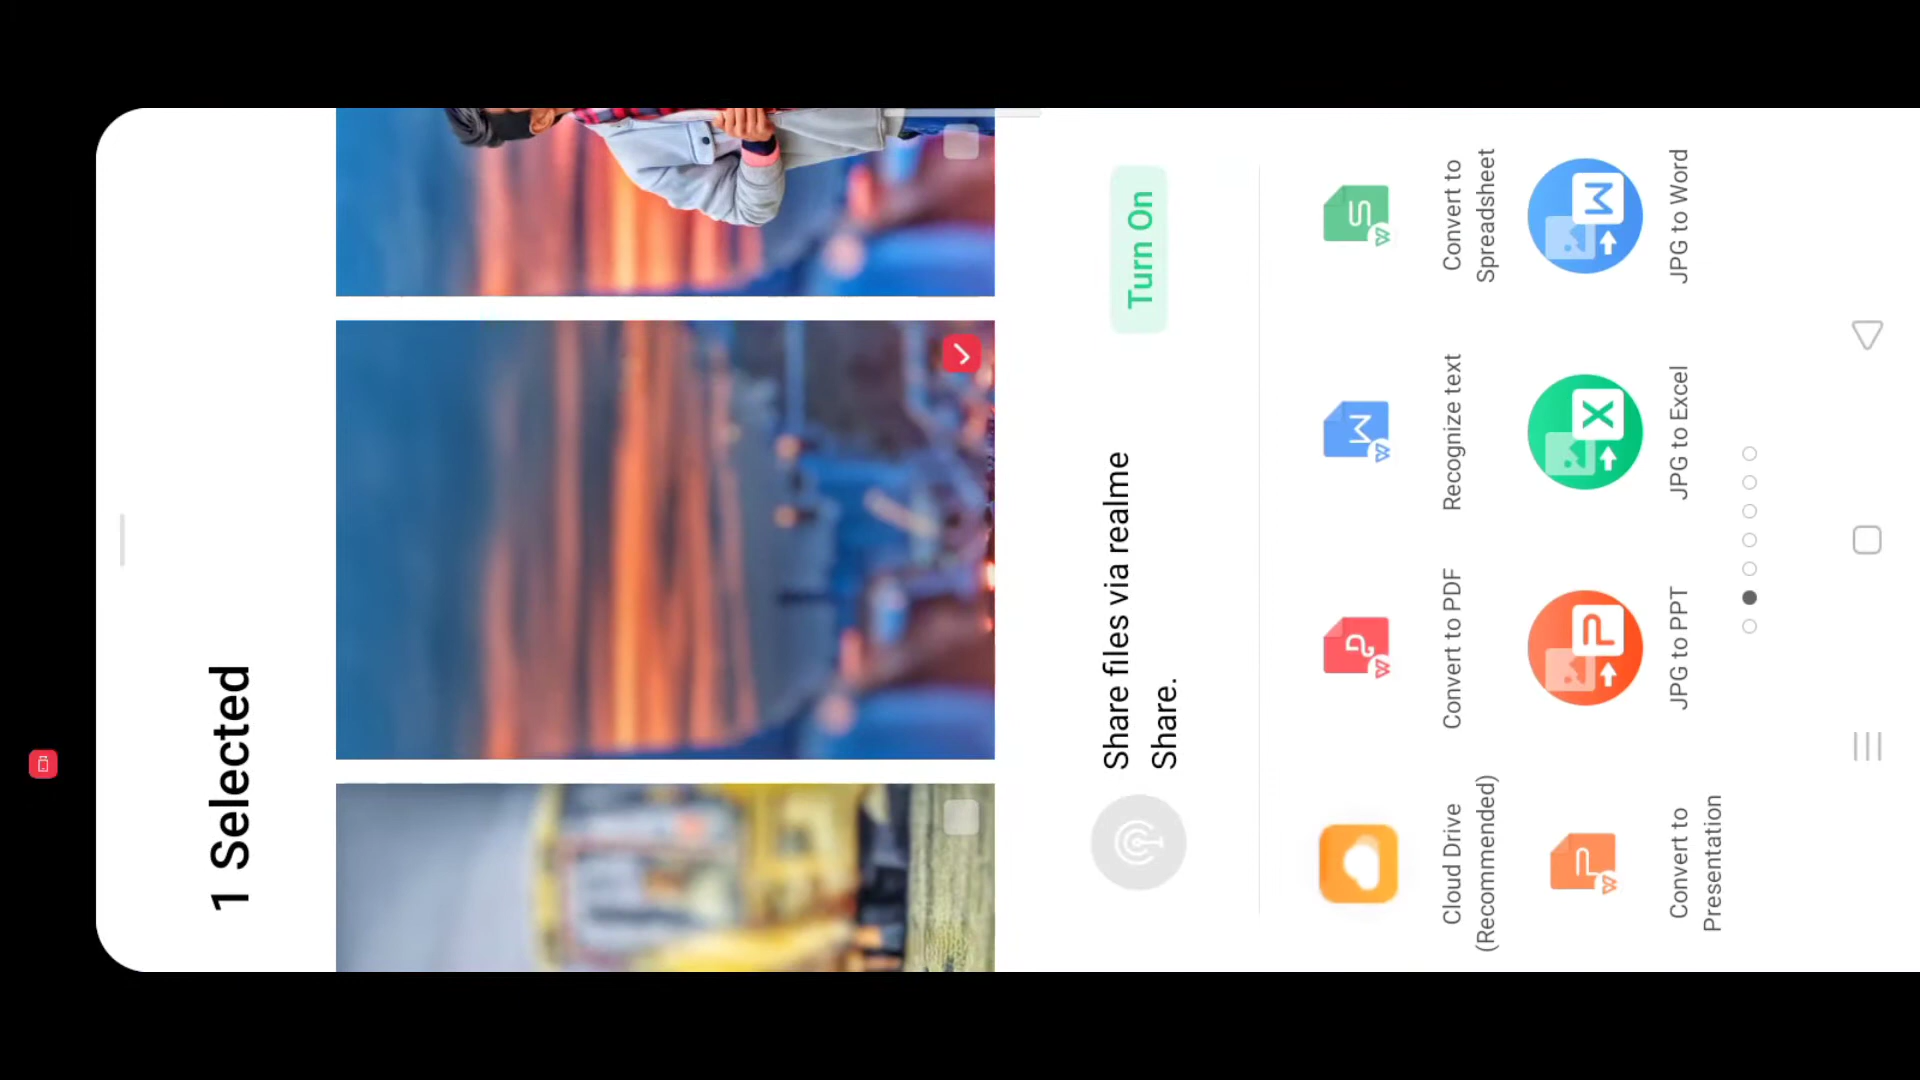 1 Selected
Share files via realme
Share.
Turn On
Cloud Drive
(Recommended)
Convert to PDF
Recognize text
Convert to
Spreadsheet
Convert to
Presentation
JPG to PPT
JPG to Excel
JPG to Word